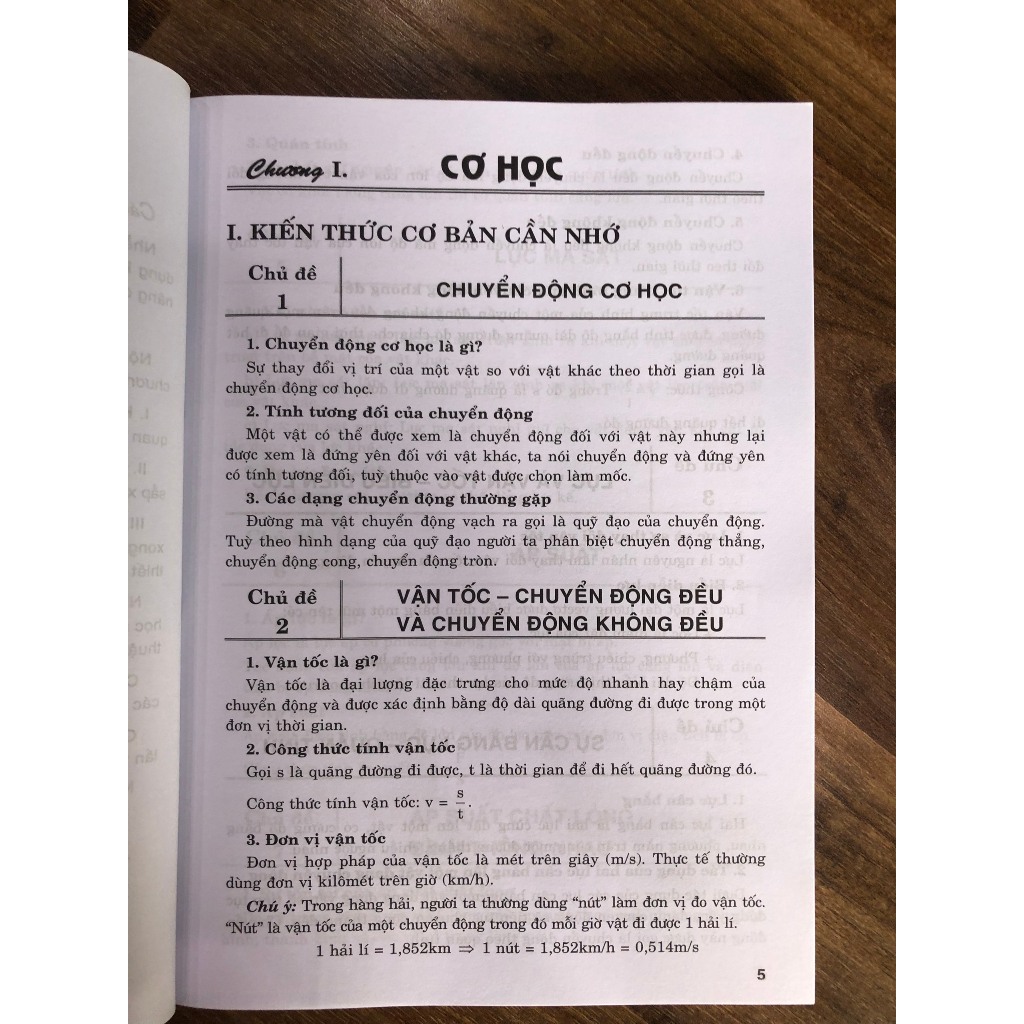 Chương I. CƠ HỌC
I. KIẾN THỨC CƠ BẢN CẦN NHỚ
Chủ đề
1
CHUYỂN ĐỘNG CƠ HỌC
1. Chuyển động cơ học là gì?
Sự thay đổi vị trí của một vật so với vật khác theo thời gian gọi là
chuyển động cơ học.
2. Tính tương đối của chuyển động
Một vật có thể được xem là chuyển động đối với vật này nhưng lại
được xem là đứng yên đối với vật khác, ta nói chuyển động và đứng yên
có tính tương đối, tuỳ thuộc vào vật được chọn làm mốc.
3. Các dạng chuyển động thường gặp
Đường mà vật chuyển động vạch ra gọi là quỹ đạo của chuyển động.
Tuỳ theo hình dạng của quỹ đạo người ta phân biệt chuyển động thẳng,
chuyển động cong, chuyển động tròn.
Chủ đề
2
VẬN TỐC – CHUYỂN ĐỘNG ĐỀU
VÀ CHUYỂN ĐỘNG KHÔNG ĐỀU
1. Vận tốc là gì?
Vận tốc là đại lượng đặc trưng cho mức độ nhanh hay chậm của
chuyển động và được xác định bằng độ dài quãng đường đi được trong một
đơn vị thời gian.
2. Công thức tính vận tốc
Gọi s là quãng đường đi được, t là thời gian để đi hết quãng đường đó.
Công thức tính vận tốc: v = s/t.
3. Đơn vị vận tốc
Đơn vị hợp pháp của vận tốc là mét trên giây (m/s). Thực tế thường
dùng đơn vị kilômét trên giờ (km/h).
Chú ý: Trong hàng hải, người ta thường dùng “nút” làm đơn vị đo vận tốc.
“Nút” là vận tốc của một chuyển động trong đó mỗi giờ vật đi được 1 hải lí.
1 hải lí = 1,852km ⇒ 1 nút = 1,852km/h = 0,514m/s
5